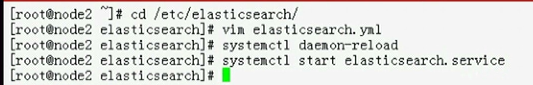 [root@node2 ~]# cd /etc/elasticsearch/
[root@node2 elasticsearch]# vim elasticsearch.yml
[root@node2 elasticsearch]# systemctl daemon-reload
[root@node2 elasticsearch]# systemctl start elasticsearch.service
[root@node2 elasticsearch]#